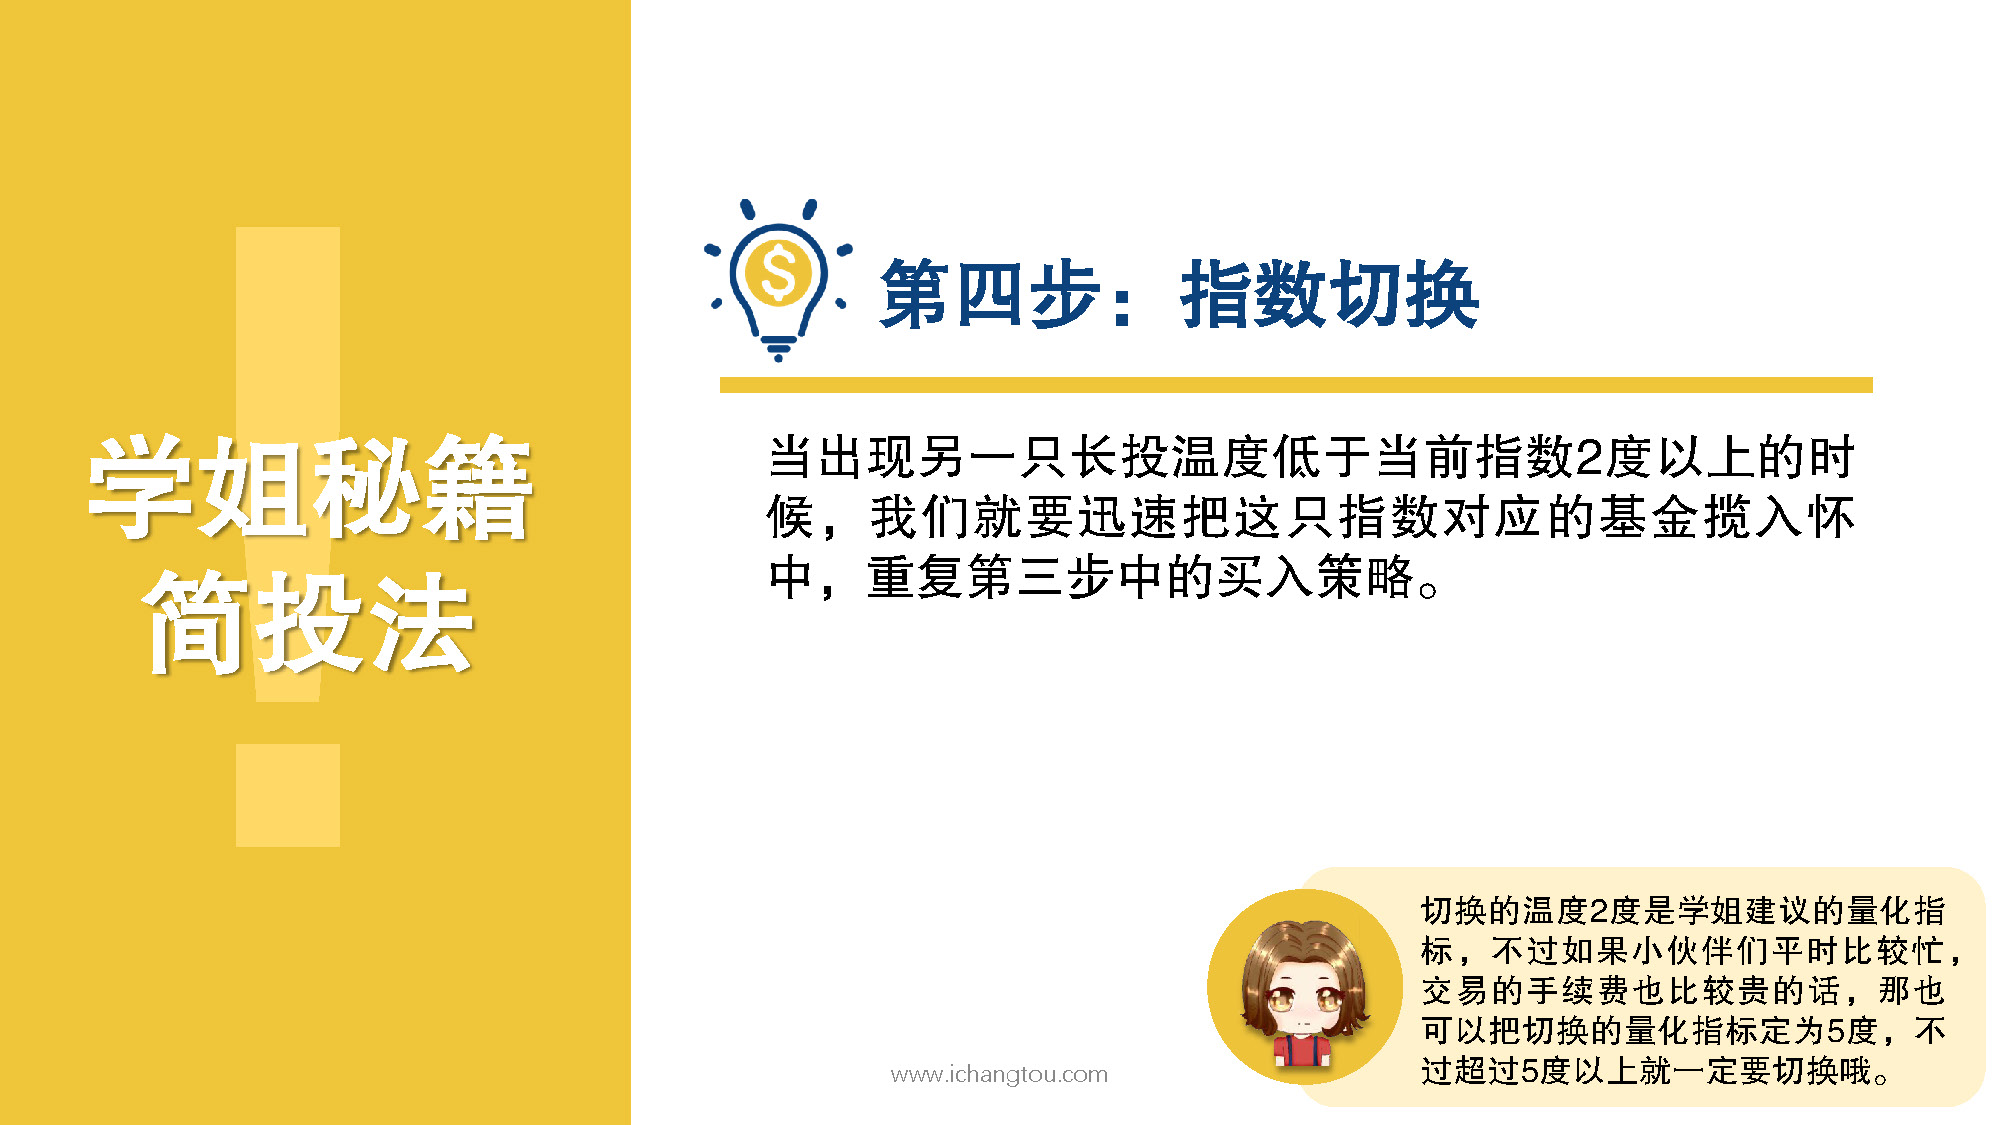 学姐秘籍
简投法
第四步：指数切换
当出现另一只长投温度低于当前指数2度以上的时
候，我们就要迅速把这只指数对应的基金揽入怀
中，重复第三步中的买入策略。
切换的温度2度是学姐建议的量化指
标，不过如果小伙伴们平时比较忙，
交易的手续费也比较贵的话，那也
可以把切换的量化指标定为5度，不
过超过5度以上就一定要切换哦。
www.ichangtou.com